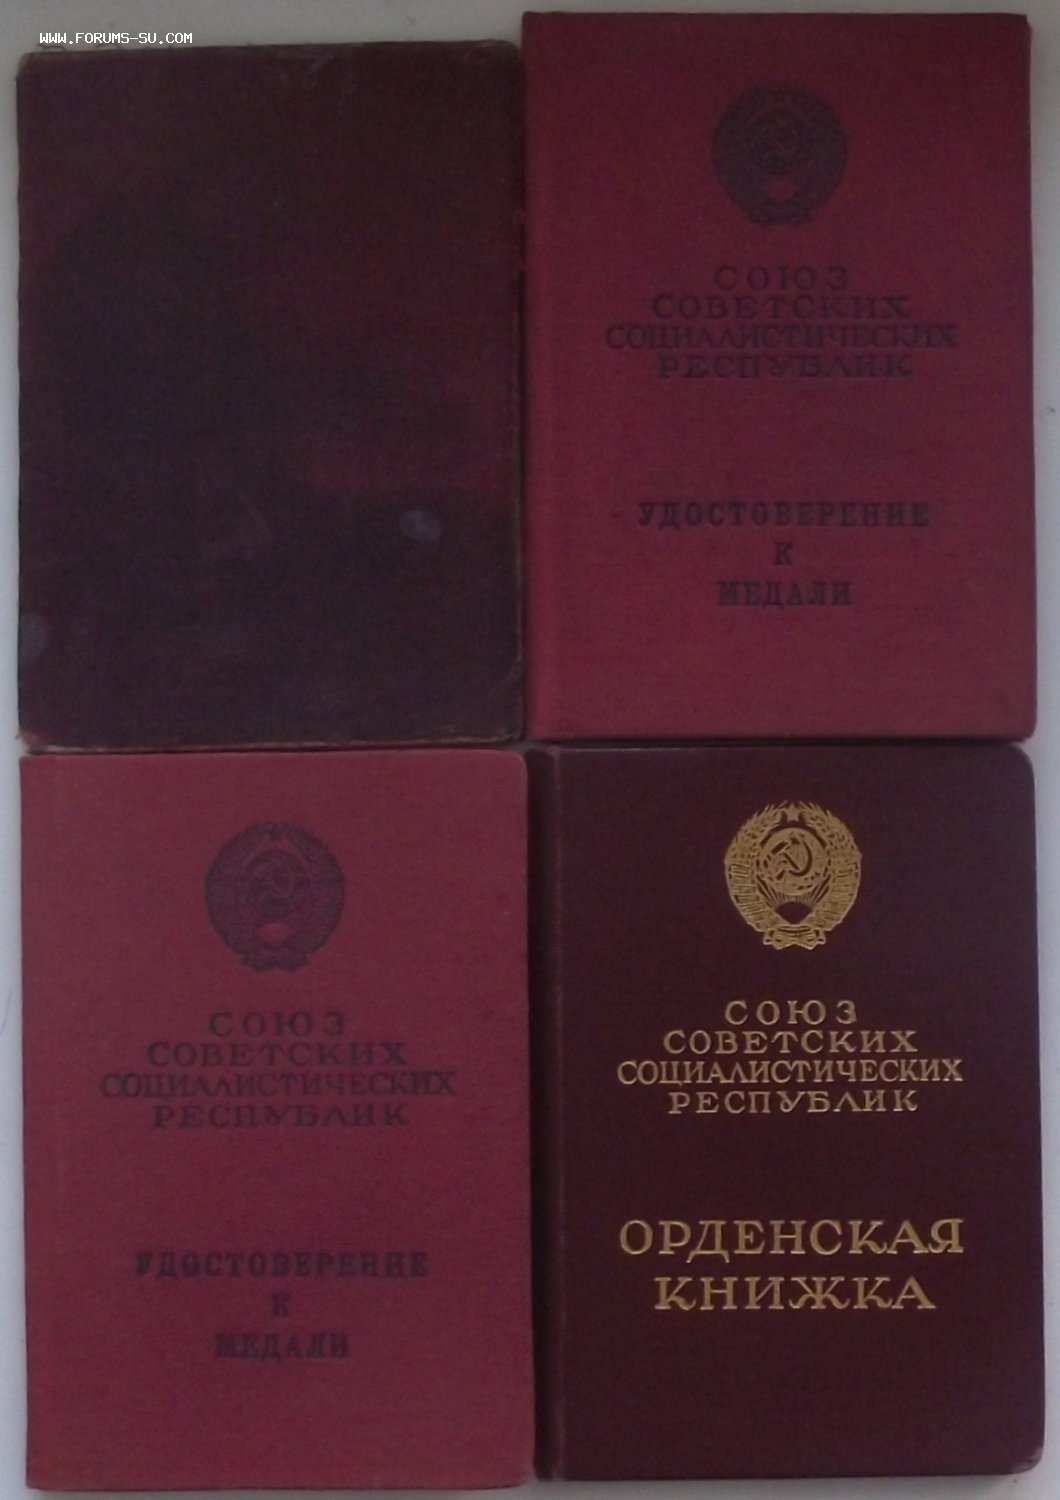 WWW.FORUMS-SU.COM
СОЮЗ
СОВЕТСКИХ
СОЦИАЛИСТИЧЕСКИХ
РЕСПУБЛИК
УДОСТОВЕРЕНИЕ
К
МЕДАЛИ
СОЮЗ
СОВЕТСКИХ
СОЦИАЛИСТИЧЕСКИХ
РЕСПУБЛИК
УДОСТОВЕРЕНИЕ
К
МЕДАЛИ
СОЮЗ
СОВЕТСКИХ
СОЦИАЛИСТИЧЕСКИХ
РЕСПУБЛИК
ОРДЕНСКАЯ
КНИЖКА